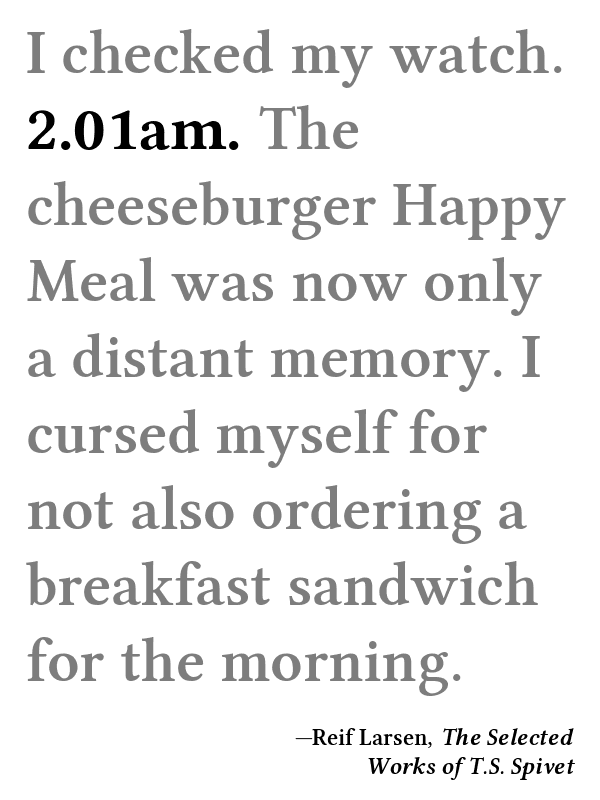 I checked my watch.
2.01am. The
cheeseburger Happy
Meal was now only
a distant memory. I
cursed myself for
not also ordering a
breakfast sandwich
for the morning.
—Reif Larsen, The Selected
Works of T.S. Spivet